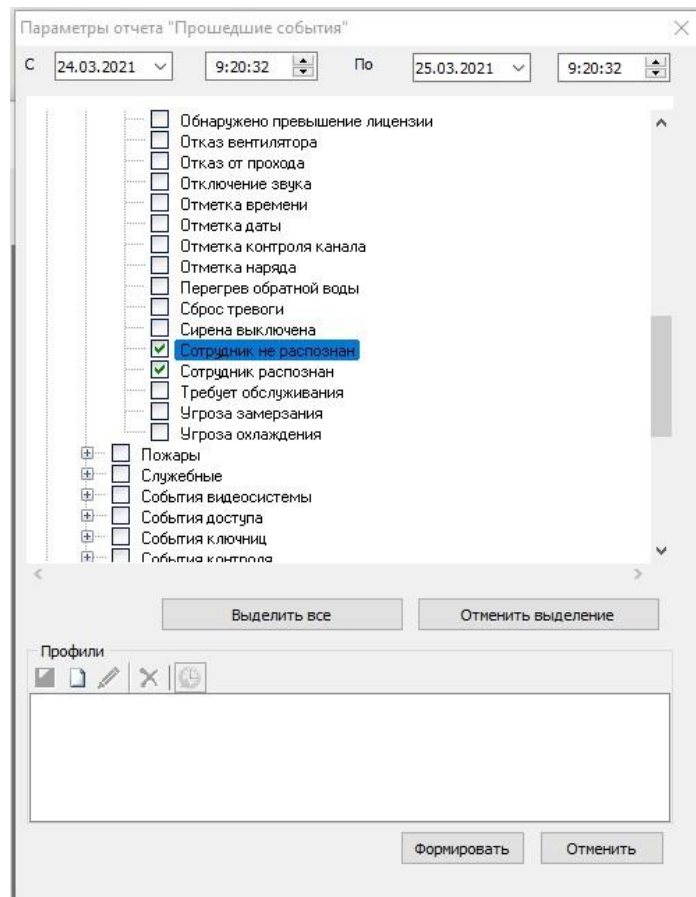 Параметры отчета "Прошедшие события"
С 24.03.2021 9:20:32 По 25.03.2021 9:20:32
Обнаружено превышение лицензии
Отказ вентилятора
Отказ от прохода
Отключение звука
Отметка времени
Отметка даты
Отметка контроля канала
Отметка наряда
Перегрев обратной воды
Сброс тревоги
Сирена выключена
Сотрудник не распознан
Сотрудник распознан
Требует обслуживания
Угроза замерзания
Угроза охлаждения
Пожары
Служебные
События видеосистемы
События доступа
События ключниц
События контроля
Выделить все Отменить выделение
Профили
Формировать Отменить